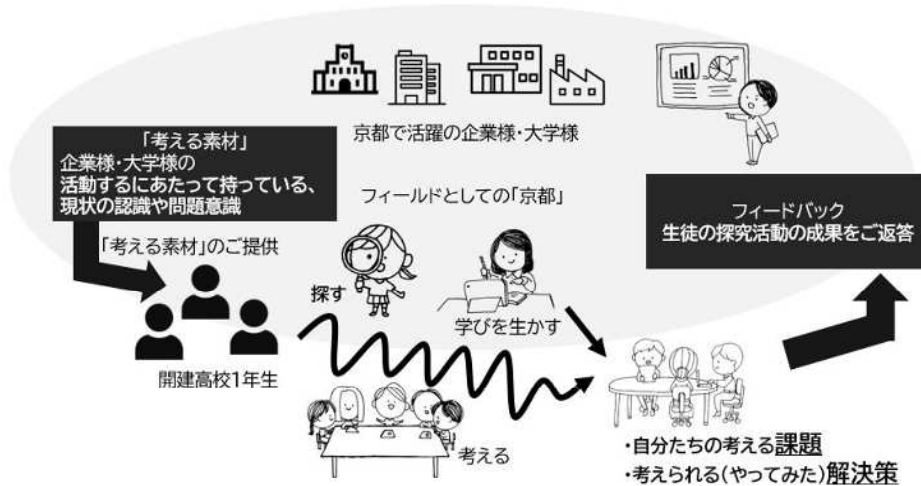 京都で活躍の企業様・大学様
「考える素材」
企業様・大学様の
活動するにあたって持っている、
現状の認識や問題意識
フィールドとしての「京都」
「考える素材」のご提供
探す
学びを生かす
フィードバック
生徒の探究活動の成果をご返答
開建高校1年生
考える
・自分たちの考える課題
・考えられる(やってみた)解決策